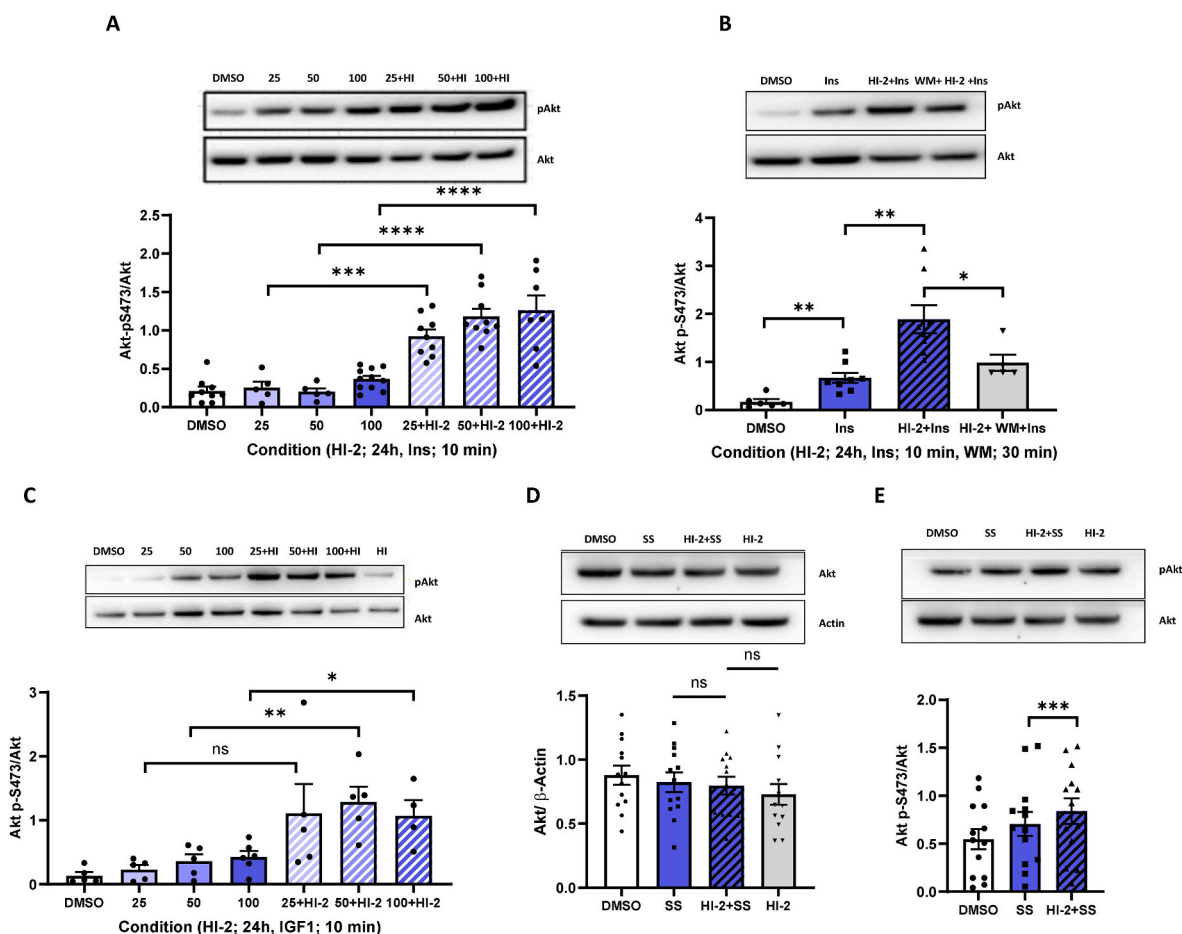 A
DMSO 25 50 100 25+HI 50+HI 100+HI
pAkt
Akt
****
****
***
2.5
2.0
1.5
1.0
0.5
0.0
Akt-pS473/Akt
DMSO 25 50 100 25+HI-2 50+HI-2 100+HI-2
Condition (HI-2; 24h, Ins; 10 min)
B
DMSO Ins HI-2+Ins WM+ HI-2 +Ins
pAkt
Akt
**
*
**
4
3
2
1
0
Akt p-S473/Akt
DMSO Ins HI-2+Ins HI-2+ WM+Ins
Condition (HI-2; 24h, Ins; 10 min, WM; 30 min)
C
DMSO 25 50 100 25+HI 50+HI 100+HI HI
pAkt
Akt
*
**
ns
3
2
1
0
Akt p-S473/Akt
DMSO 25 50 100 25+HI-2 50+HI-2 100+HI-2
Condition (HI-2; 24h, IGF1; 10 min)
D
DMSO SS HI-2+SS HI-2
Akt
Actin
ns
ns
1.5
1.0
0.5
0.0
Akt/ β-Actin
DMSO SS HI-2+SS HI-2
E
DMSO SS HI-2+SS HI-2
pAkt
Akt
***
2.0
1.5
1.0
0.5
0.0
Akt p-S473/Akt
DMSO SS HI-2+SS